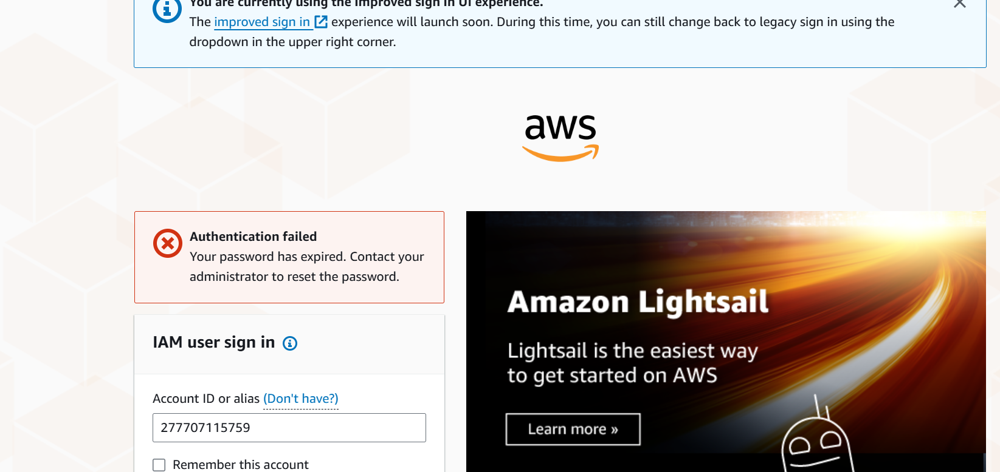 You are currently using the improved sign in UI experience.
The improved sign in experience will launch soon. During this time, you can still change back to legacy sign in using the
dropdown in the upper right corner.
aws
Authentication failed
Your password has expired. Contact your
administrator to reset the password.
IAM user sign in
Account ID or alias (Don't have?)
277707115759
Remember this account
Amazon Lightsail
Lightsail is the easiest way
to get started on AWS
Learn more »